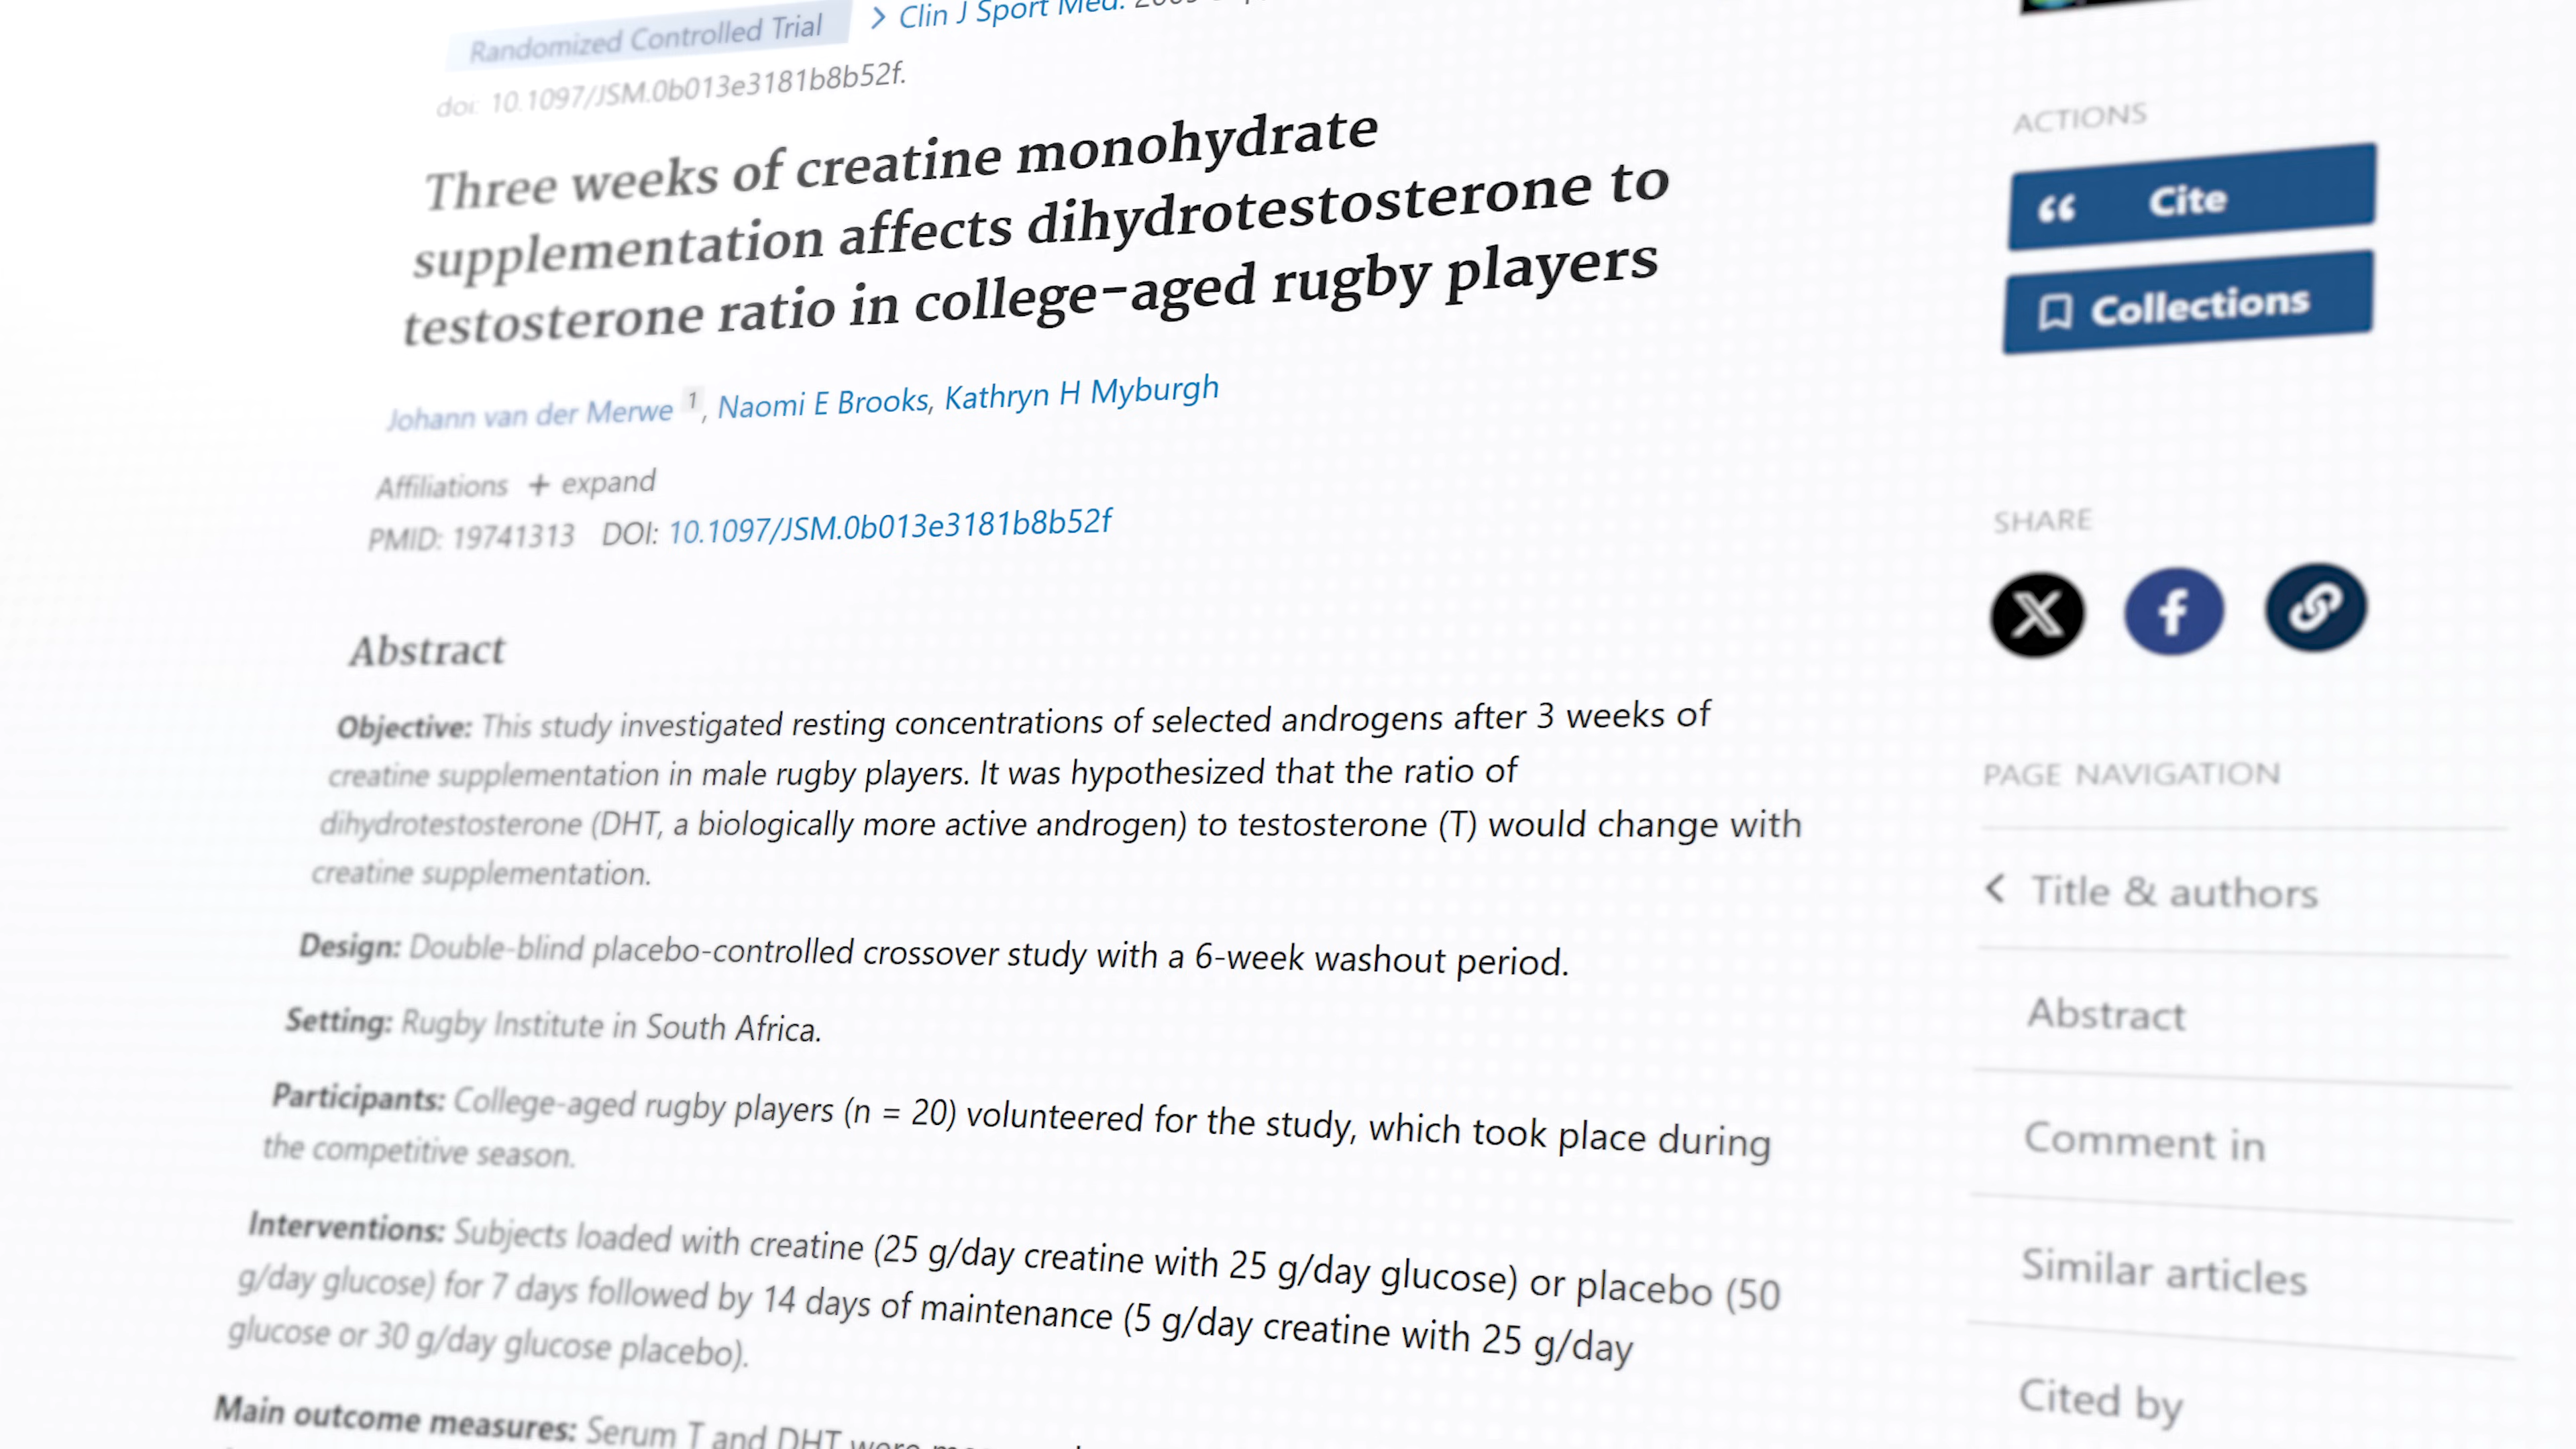 Randomized Controlled Trial > Clin J Sport Med.
doi: 10.1097/JSM.0b013e3181b8b52f.
Three weeks of creatine monohydrate
supplementation affects dihydrotestosterone to
testosterone ratio in college-aged rugby players
Johann van der Merwe 1, Naomi E Brooks, Kathryn H Myburgh
Affiliations + expand
PMID: 19741313 DOI: 10.1097/JSM.0b013e3181b8b52f
Abstract
Objective: This study investigated resting concentrations of selected androgens after 3 weeks of
creatine supplementation in male rugby players. It was hypothesized that the ratio of
dihydrotestosterone (DHT, a biologically more active androgen) to testosterone (T) would change with
creatine supplementation.
Design: Double-blind placebo-controlled crossover study with a 6-week washout period.
Setting: Rugby Institute in South Africa.
Participants: College-aged rugby players (n = 20) volunteered for the study, which took place during
the competitive season.
Interventions: Subjects loaded with creatine (25 g/day creatine with 25 g/day glucose) or placebo (50
g/day glucose) for 7 days followed by 14 days of maintenance (5 g/day creatine with 25 g/day
glucose or 30 g/day glucose placebo).
Main outcome measures: Serum T and DHT were
ACTIONS
Cite
Collections
SHARE
PAGE NAVIGATION
< Title & authors
Abstract
Comment in
Similar articles
Cited by